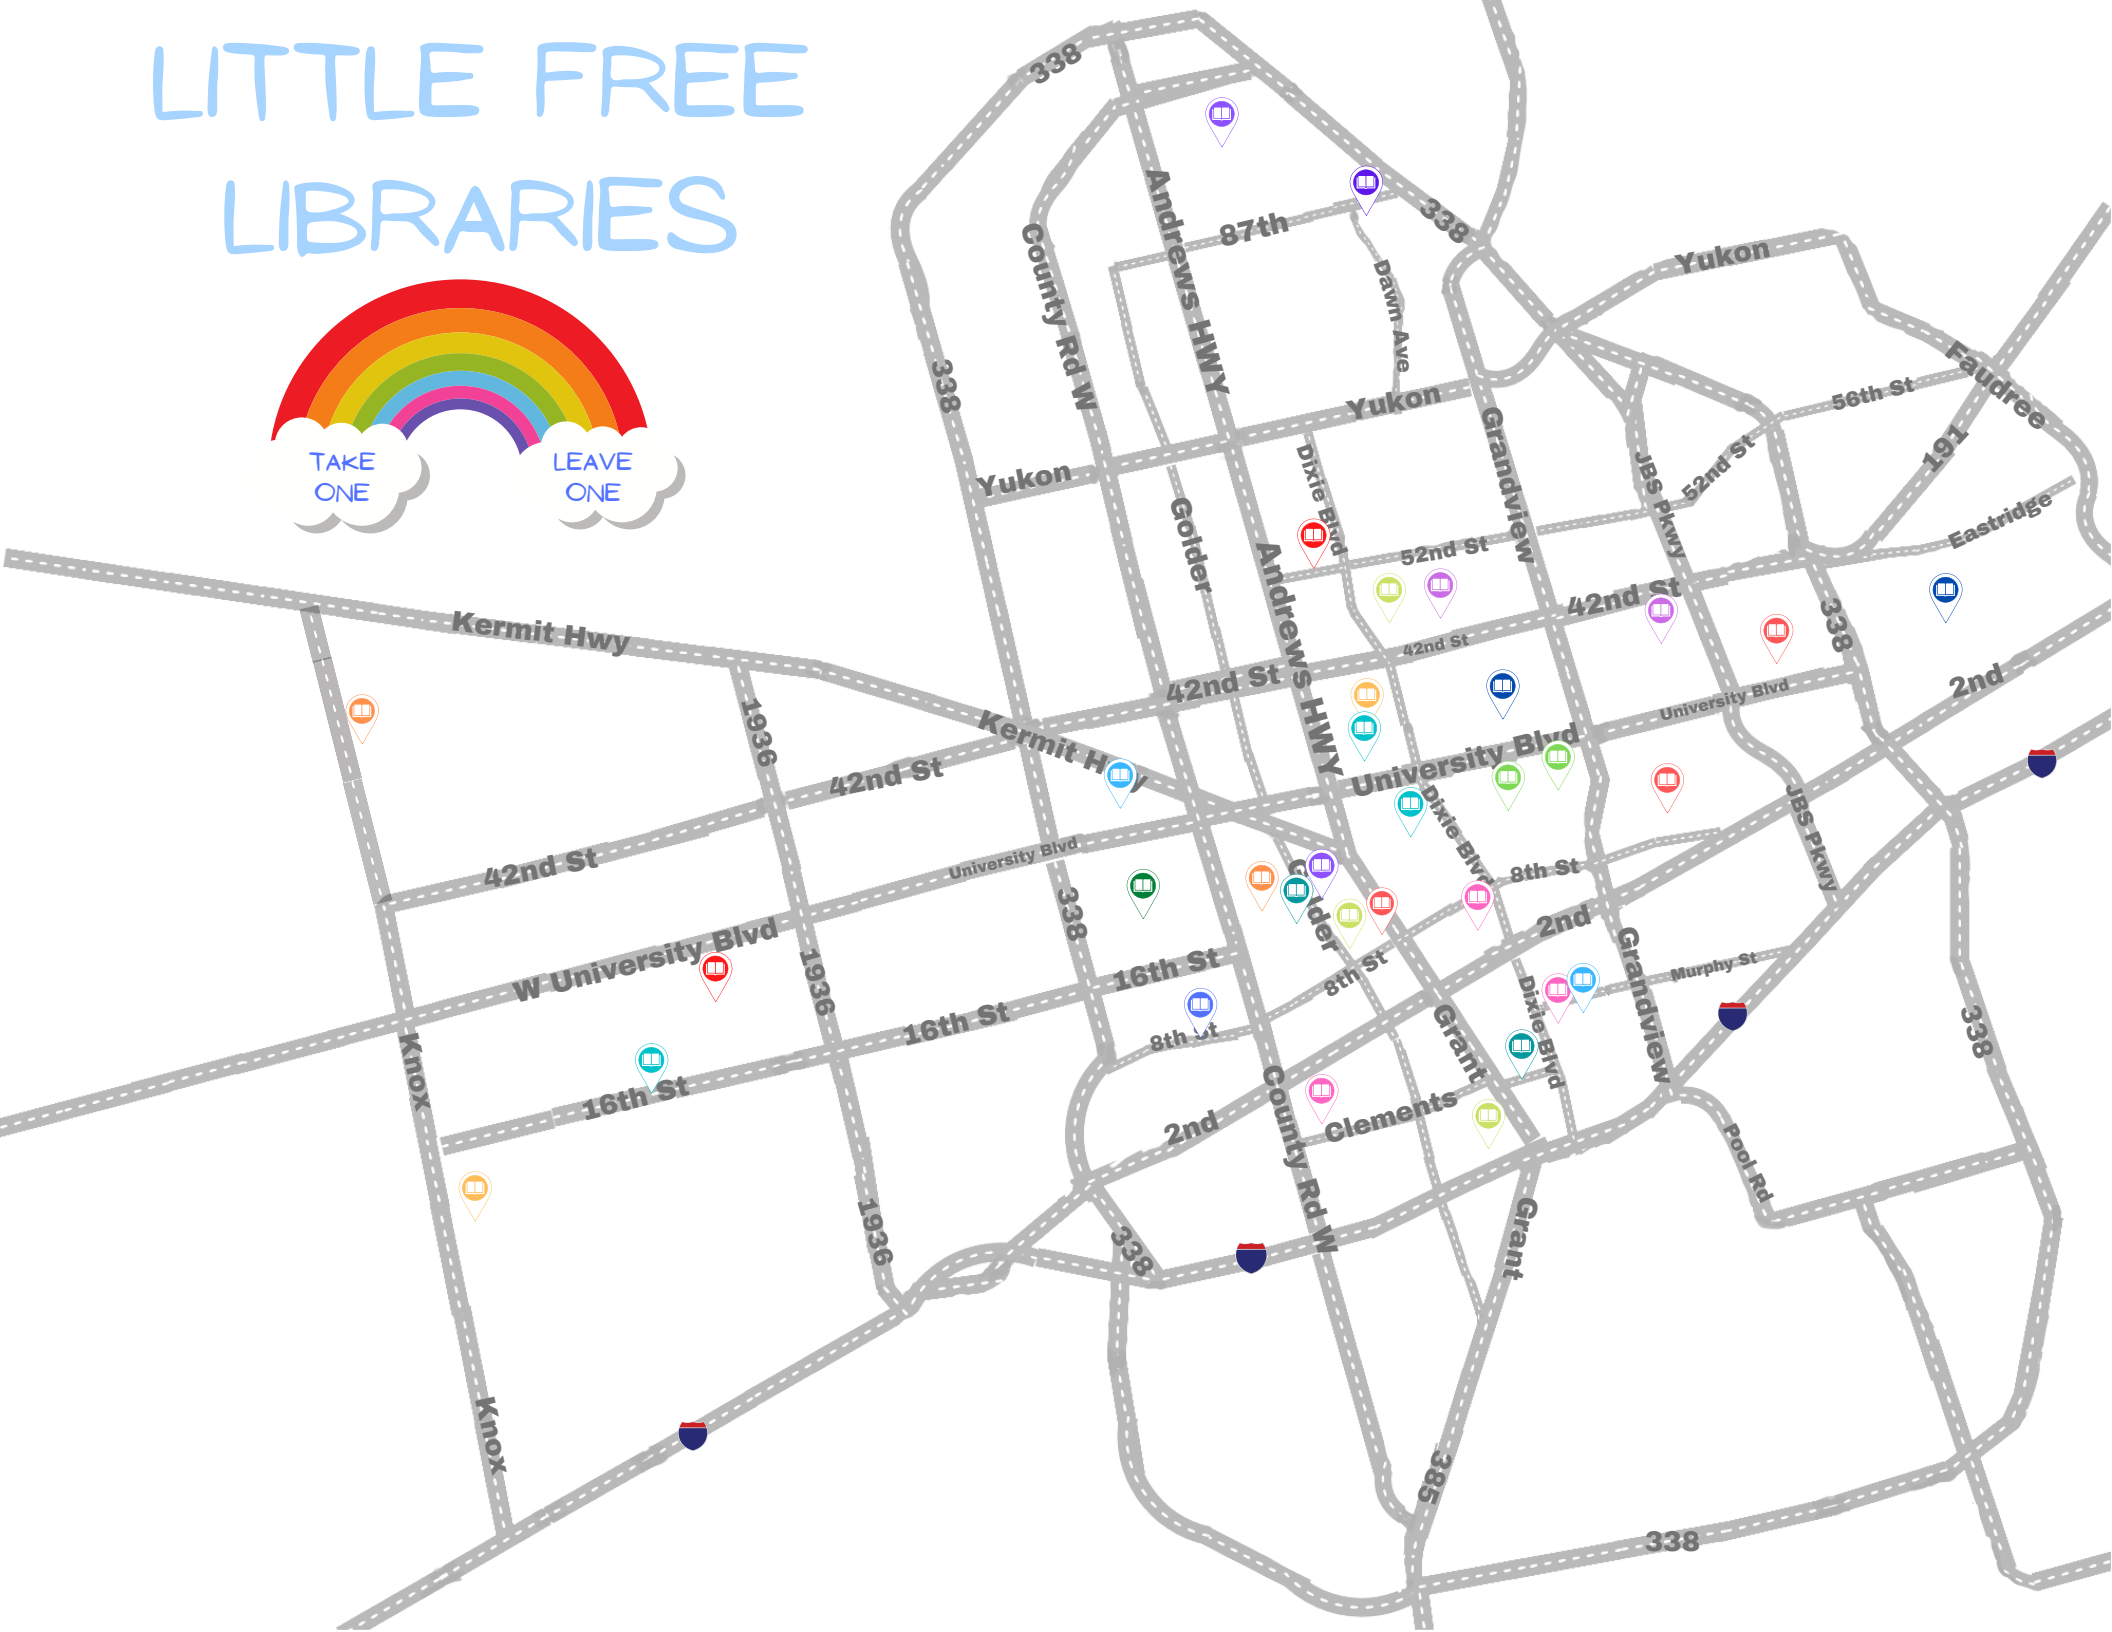 LITTLE FREE
LIBRARIES
TAKE
ONE
LEAVE
ONE
338
Andrews HWY
87th
338
Yukon
County Rd W
Dawn Ave
338
Yukon
Faudree
56th St
Yukon
Grandview
191
52nd St
JBS Pkwy
Dixie Blvd
Golder
52nd St
Eastridge
Andrews HWY
42nd St
338
Kermit Hwy
42nd St
42nd St
2nd
University Blvd
1936
Kermit Hwy
42nd St
University Blvd
42nd St
University Blvd
Dixie Blvd
JBS Pkwy
8th St
Golder
338
2nd
W University Blvd
1936
16th St
8th St
Grandview
Murphy St
16th St
8th St
Dixie Blvd
Grant
338
Knox
16th St
County Rd W
2nd
Clements
Pool Rd
1936
338
Grant
Knox
385
338